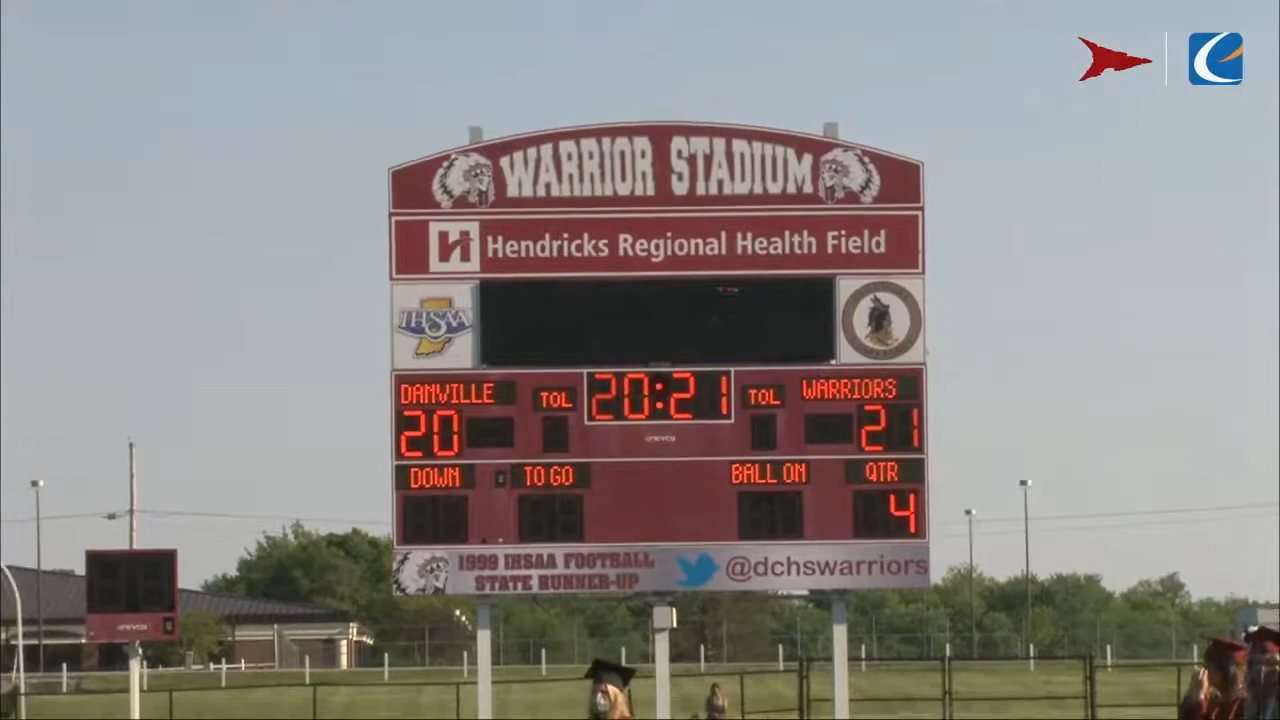 WARRIOR STADIUM
Hendricks Regional Health Field
IHSAA
DANVILLE TOL 20:21 TOL WARRIORS
20 21
DOWN TO GO BALL ON QTR
4
1999 IHSAA FOOTBALL
STATE RUNNER-UP
@dchswarriors